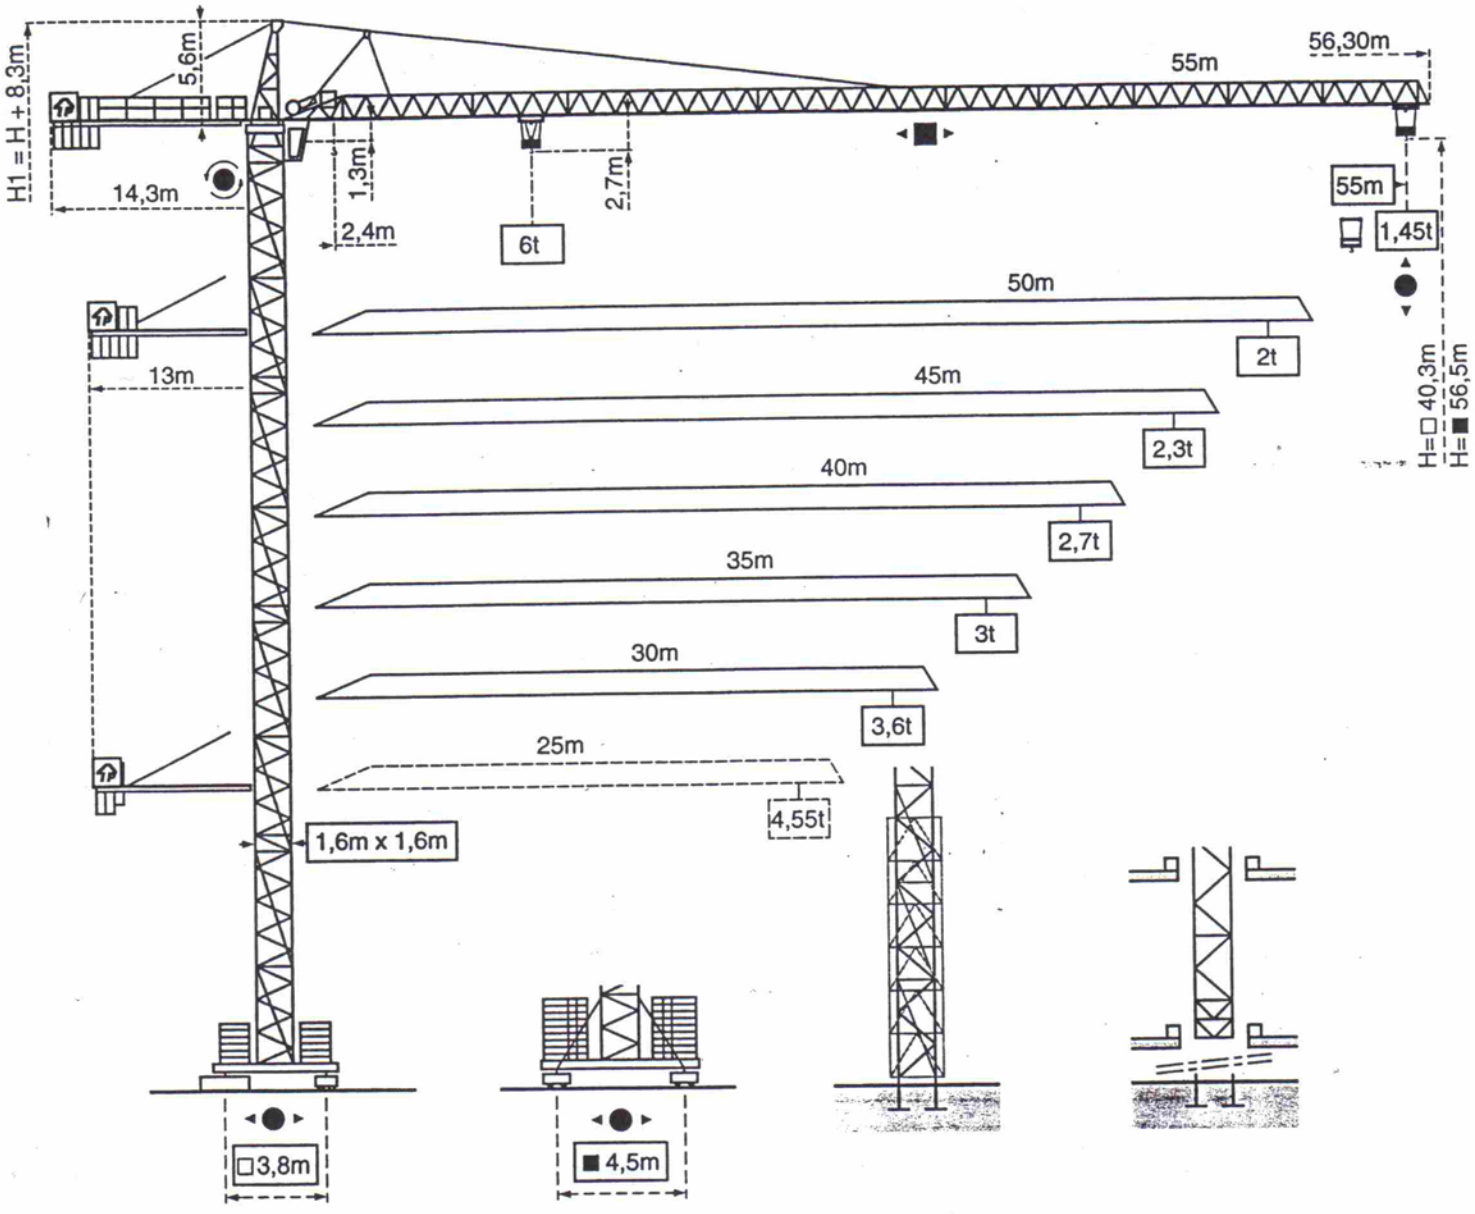 H1 = H + 8,3m
5,6m
55m
56,30m
14,3m
1,3m
2,4m
2,7m
6t
55m
1,45t
H= □ 40,3m
H= ■ 56,5m
50m
2t
13m
45m
2,3t
40m
2,7t
35m
3t
30m
3,6t
25m
4,55t
1,6m x 1,6m
□ 3,8m
■ 4,5m